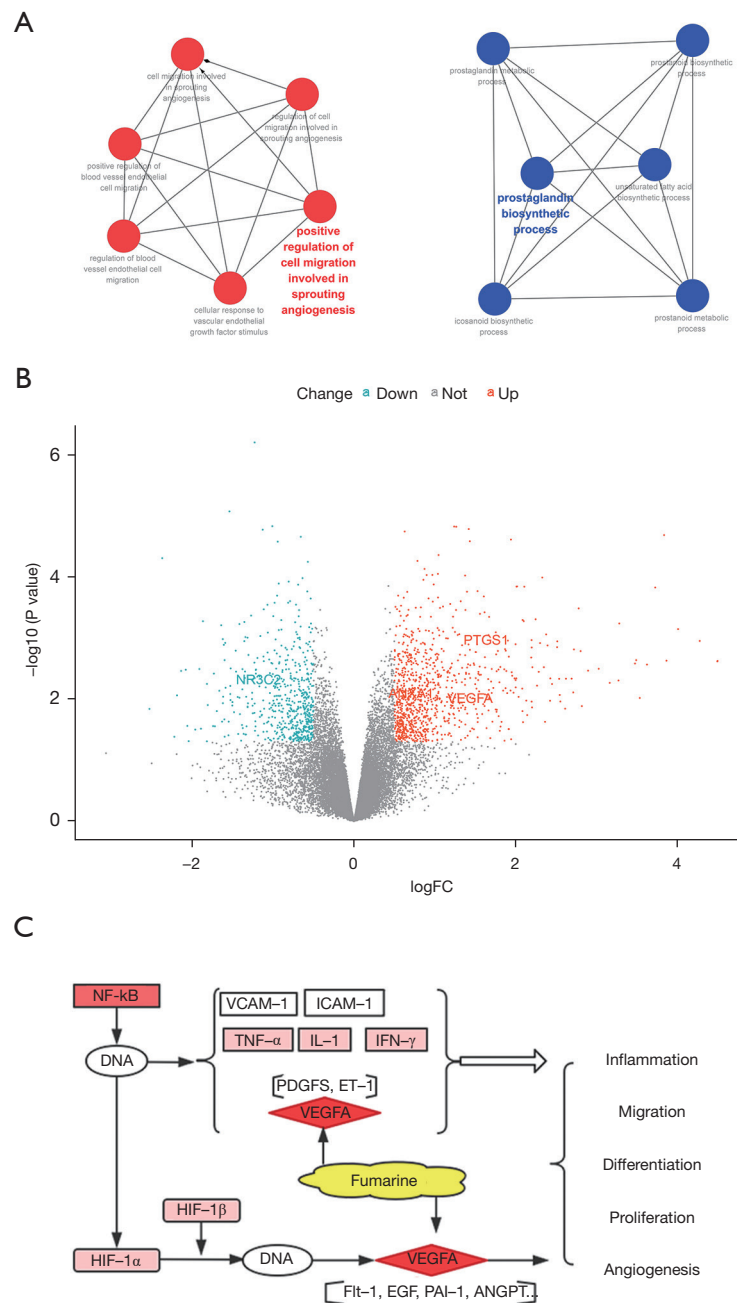 A
cell migration involved
in sprouting
angiogenesis
regulation of cell
migration involved in
sprouting angiogenesis
positive regulation of
blood vessel endothelial
cell migration
regulation of blood
vessel endothelial cell
migration
cellular response to
vascular endothelial
growth factor stimulus
positive
regulation of
cell migration
involved in
sprouting
angiogenesis
prostaglandin metabolic
process
prostanoid biosynthetic
process
prostaglandin
biosynthetic
process
unsaturated fatty acid
biosynthetic process
icosanoid biosynthetic
process
prostanoid metabolic
process
B
Change a Down a Not a Up
6
4
2
0
–log10 (P value)
PTGS1
NR3C2
ANXA1
VEGFA
–2
0
2
4
logFC
C
NF-kB
DNA
VCAM–1
ICAM–1
TNF–α
IL–1
IFN–γ
PDGFS, ET–1
VEGFA
Fumarine
HIF–1β
HIF–1α
DNA
VEGFA
Flt–1, EGF, PAI–1, ANGPT...
Inflammation
Migration
Differentiation
Proliferation
Angiogenesis